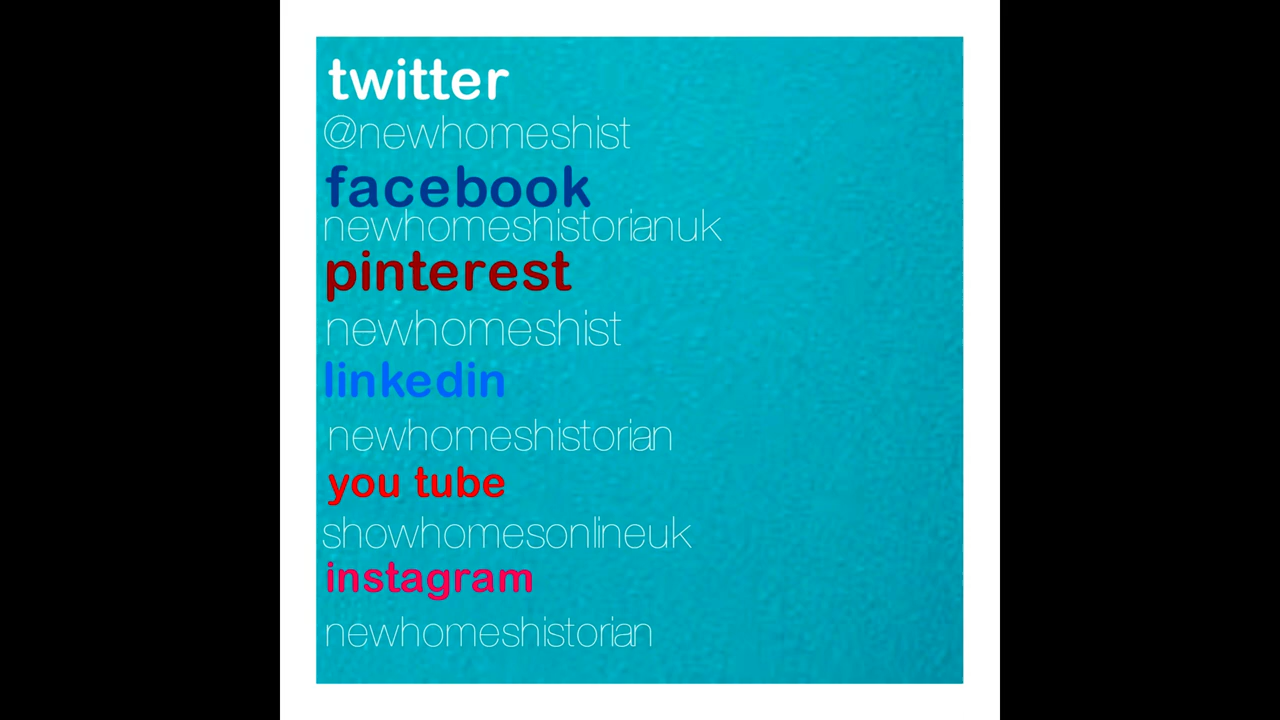 twitter
@newhomeshist
facebook
newhomeshistorianuk
pinterest
newhomeshist
linkedin
newhomeshistorian
you tube
showhomesonlineuk
instagram
newhomeshistorian